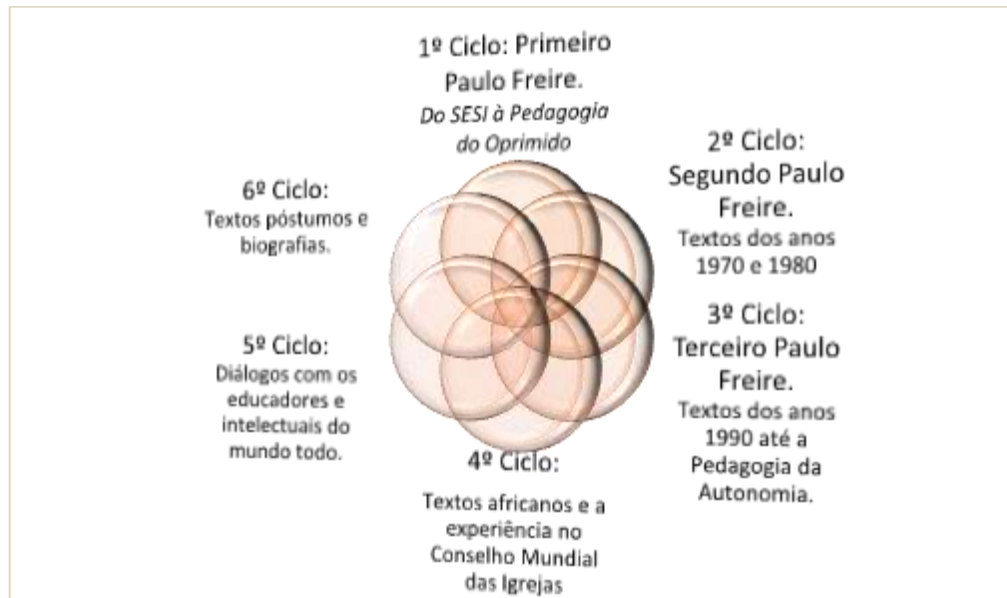 1º Ciclo: Primeiro
Paulo Freire.
Do SESI à Pedagogia
do Oprimido
2º Ciclo:
Segundo Paulo
Freire.
Textos dos anos
1970 e 1980
3º Ciclo:
Terceiro Paulo
Freire.
Textos dos anos
1990 até a
Pedagogia da
Autonomia.
4º Ciclo:
Textos africanos e a
experiência no
Conselho Mundial
das Igrejas
5º Ciclo:
Diálogos com os
educadores e
intelectuais do
mundo todo.
6º Ciclo:
Textos póstumos e
biografias.